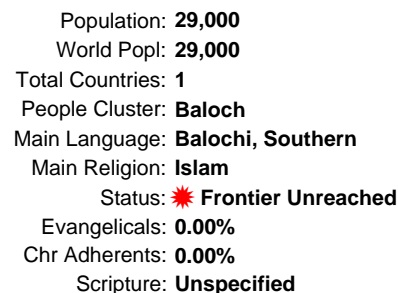 Population: 29,000
World Popl: 29,000
Total Countries: 1
People Cluster: Baloch
Main Language: Balochi, Southern
Main Religion: Islam
Status: Frontier Unreached
Evangelicals: 0.00%
Chr Adherents: 0.00%
Scripture: Unspecified